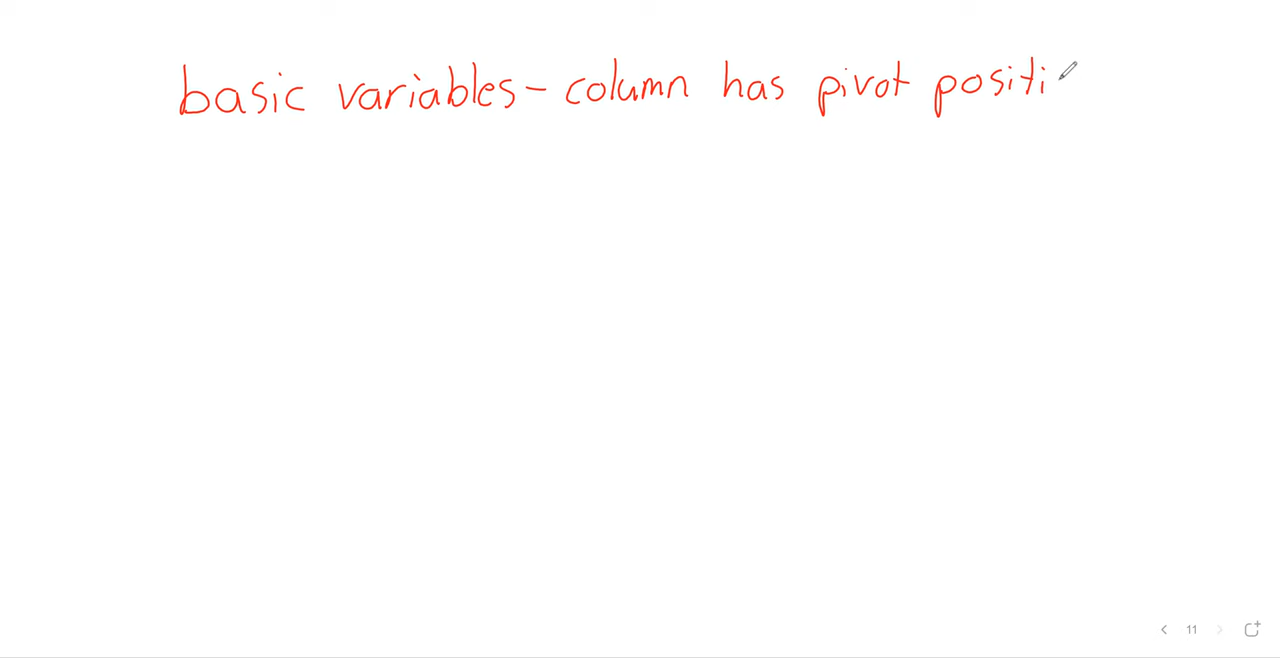 basic variables - column has pivot positi
11